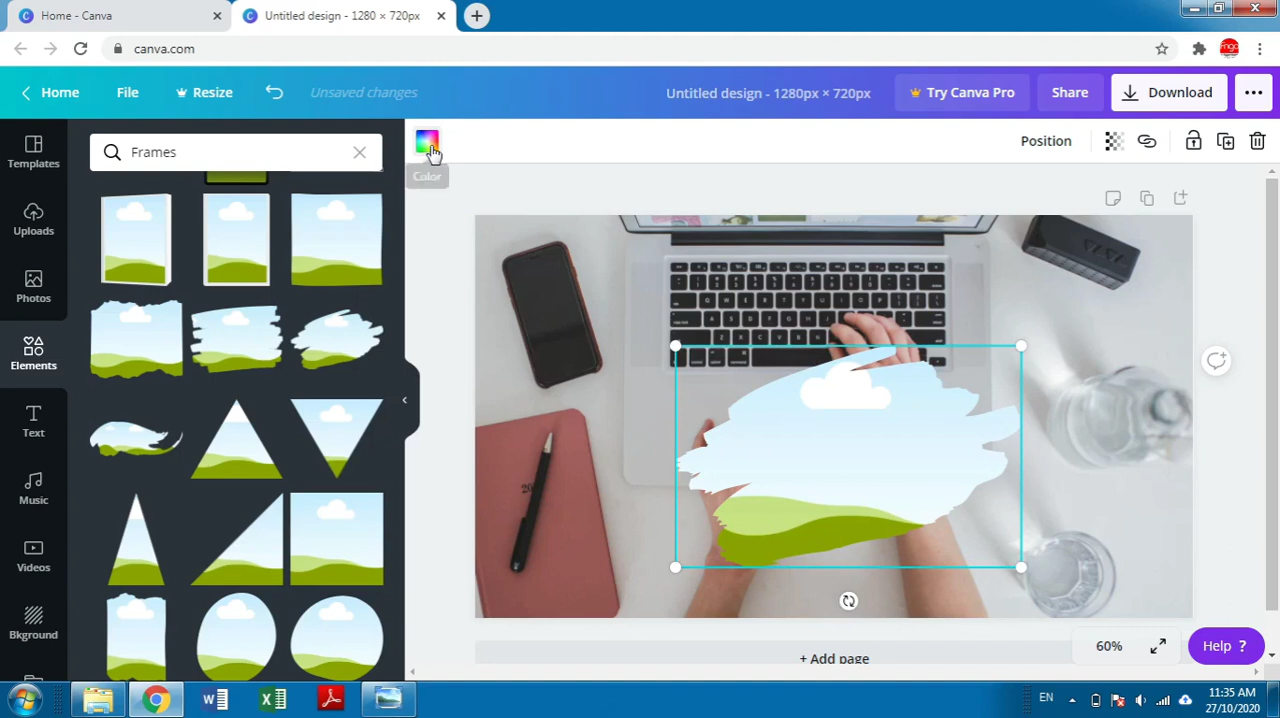 Home - Canva
Untitled design - 1280 × 720px
canva.com
Home
File
Resize
Unsaved changes
Untitled design - 1280px × 720px
Try Canva Pro
Share
Download
Templates
Frames
Color
Position
Uploads
Photos
Elements
Text
Music
Videos
Bkground
+ Add page
60%
Help ?
EN
11:35 AM
27/10/2020